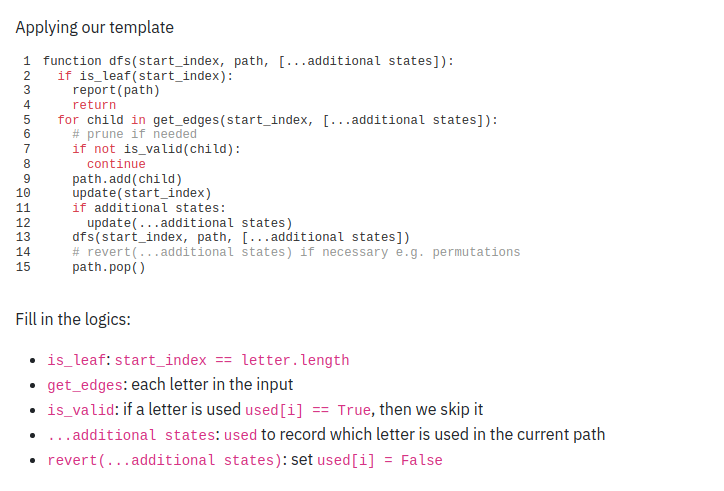 Applying our template
1 function dfs(start_index, path, [...additional states]):
2   if is_leaf(start_index):
3     report(path)
4     return
5   for child in get_edges(start_index, [...additional states]):
6     # prune if needed
7     if not is_valid(child):
8       continue
9     path.add(child)
10     update(start_index)
11     if additional states:
12       update(...additional states)
13     dfs(start_index, path, [...additional states])
14     # revert(...additional states) if necessary e.g. permutations
15     path.pop()
Fill in the logics:
• is_leaf: start_index == letter.length
• get_edges: each letter in the input
• is_valid: if a letter is used used[i] == True, then we skip it
• ...additional states: used to record which letter is used in the current path
• revert(...additional states): set used[i] = False